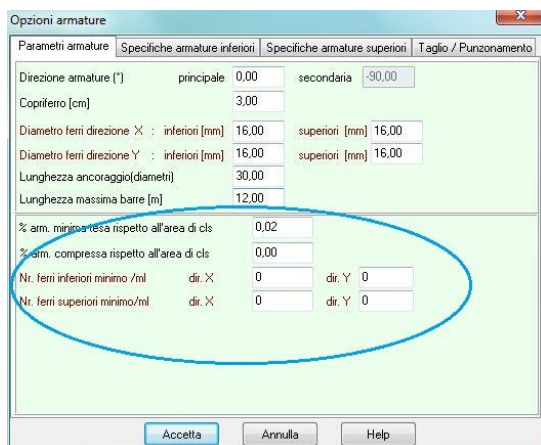 Opzioni armature
Parametri armature Specifiche armature inferiori Specifiche armature superiori Taglio / Punzonamento
Direzione armature (°) principale 0,00 secondaria -90,00
Copriferro [cm] 3,00
Diametro ferri direzione X : inferiori [mm] 16,00 superiori [mm] 16,00
Diametro ferri direzione Y : inferiori [mm] 16,00 superiori [mm] 16,00
Lunghezza ancoraggio(diametri) 30,00
Lunghezza massima barre [m] 12,00
% arm. minima tesa rispetto all'area di cls 0,02
% arm. compressa rispetto all'area di cls 0,00
Nr. ferri inferiori minimo /ml dir. X 0 dir. Y 0
Nr. ferri superiori minimo/ml dir. X 0 dir. Y 0
Accetta Annulla Help